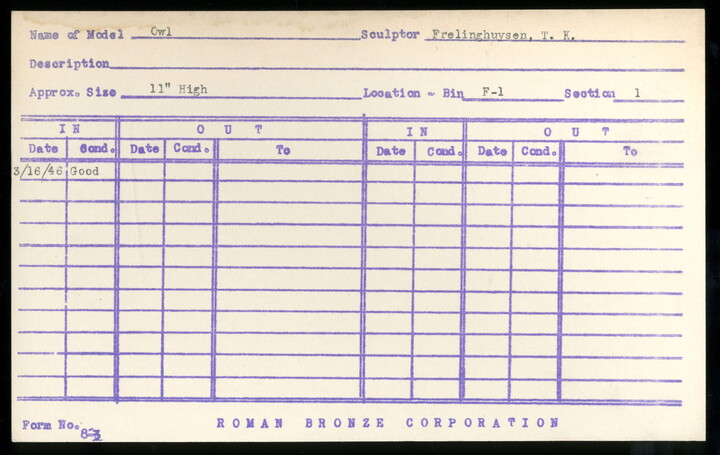 Name of Model Owl Sculptor Frelinghuysen, T. K.
Description
Approx. Size 11" High Location - Bin F-1 Section 1
IN OUT IN OUT
Date Cond. Date Cond. To Date Cond. Date Cond. To
3/16/46 Good
Form No. 8-3 ROMAN BRONZE CORPORATION